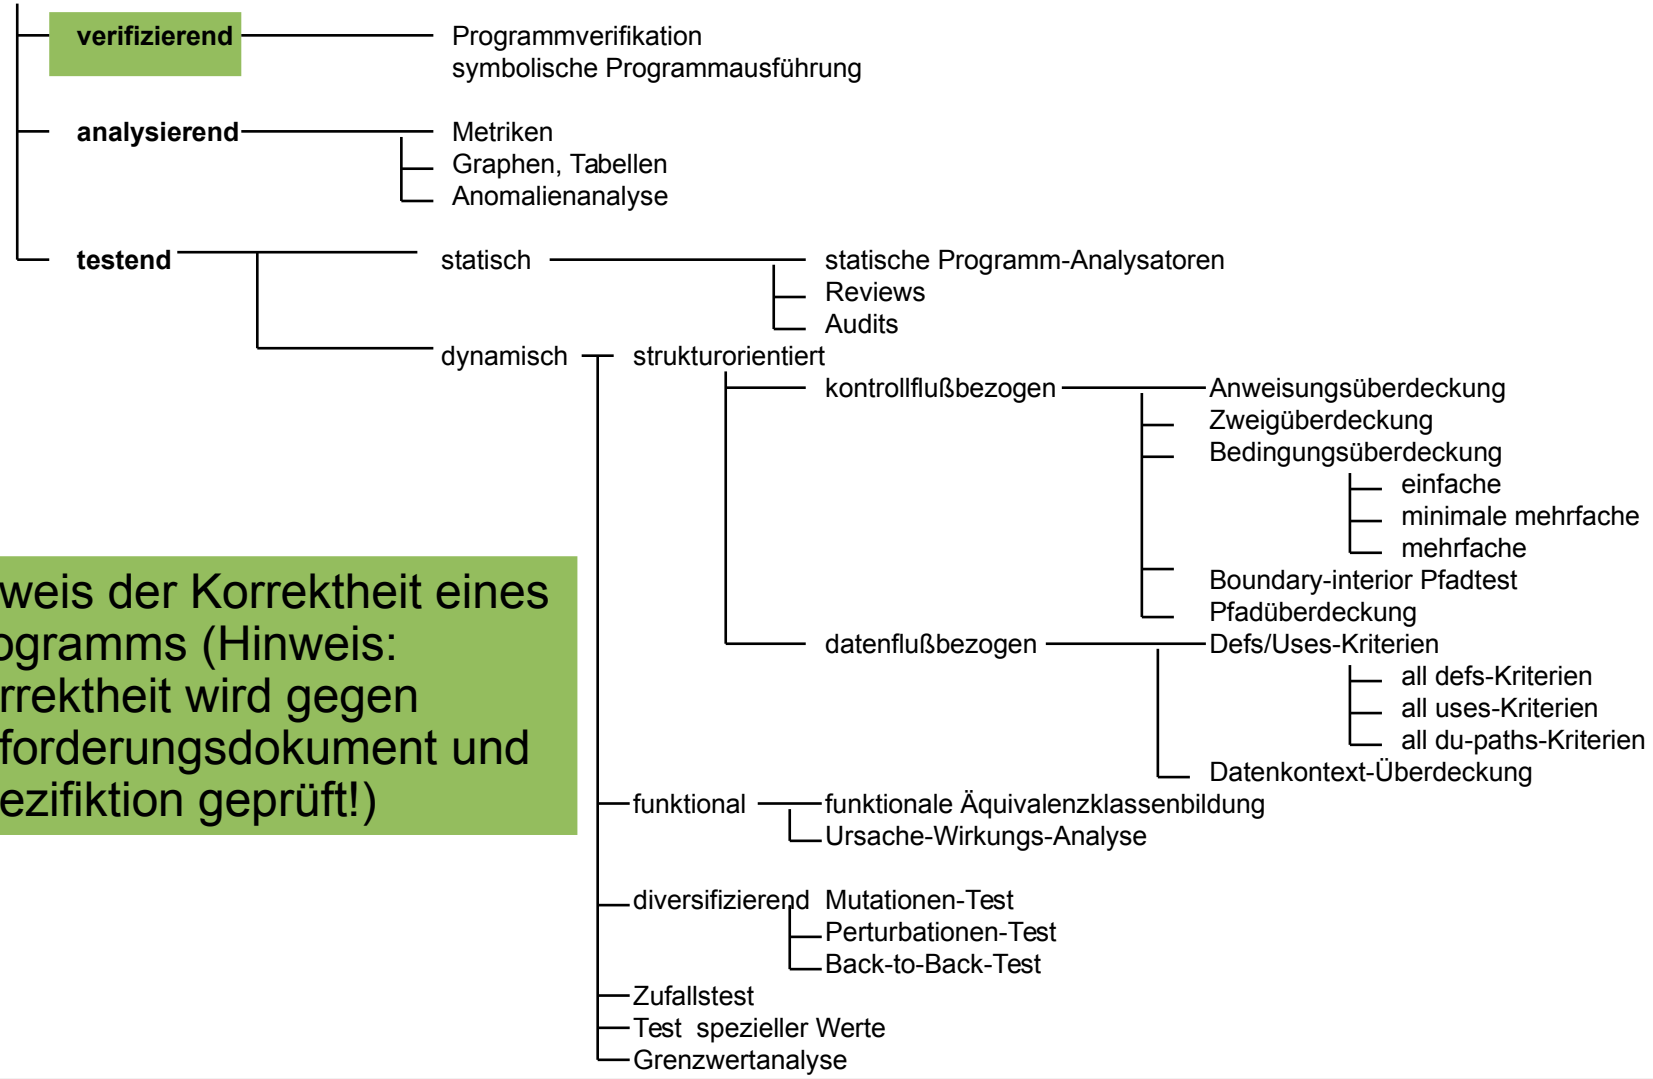 verifizierend
Programmverifikation
symbolische Programmausführung
analysierend
Metriken
Graphen, Tabellen
Anomalienanalyse
testend
statisch
statische Programm-Analysatoren
Reviews
Audits
dynamisch
strukturorientiert
kontrollflußbezogen
Anweisungsüberdeckung
Zweigüberdeckung
Bedingungsüberdeckung
einfache
minimale mehrfache
mehrfache
Boundary-interior Pfadtest
Pfadüberdeckung
datenflußbezogen
Defs/Uses-Kriterien
all defs-Kriterien
all uses-Kriterien
all du-paths-Kriterien
Datenkontext-Überdeckung
funktional
funktionale Äquivalenzklassenbildung
Ursache-Wirkungs-Analyse
diversifizierend
Mutationen-Test
Perturbationen-Test
Back-to-Back-Test
Zufallstest
Test spezieller Werte
Grenzwertanalyse
weis der Korrektheit eines
ogramms (Hinweis:
rrektheit wird gegen
forderungsdokument und
ezifiktion geprüft!)